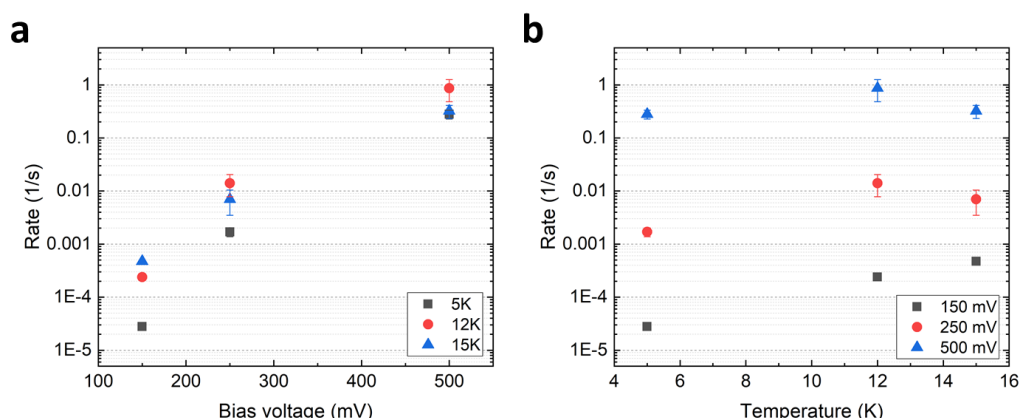 a
Rate (1/s)
1
0.1
0.01
0.001
1E-4
1E-5
100 200 300 400 500
Bias voltage (mV)
5K
12K
15K
b
Rate (1/s)
1
0.1
0.01
0.001
1E-4
1E-5
4 6 8 10 12 14 16
Temperature (K)
150 mV
250 mV
500 mV